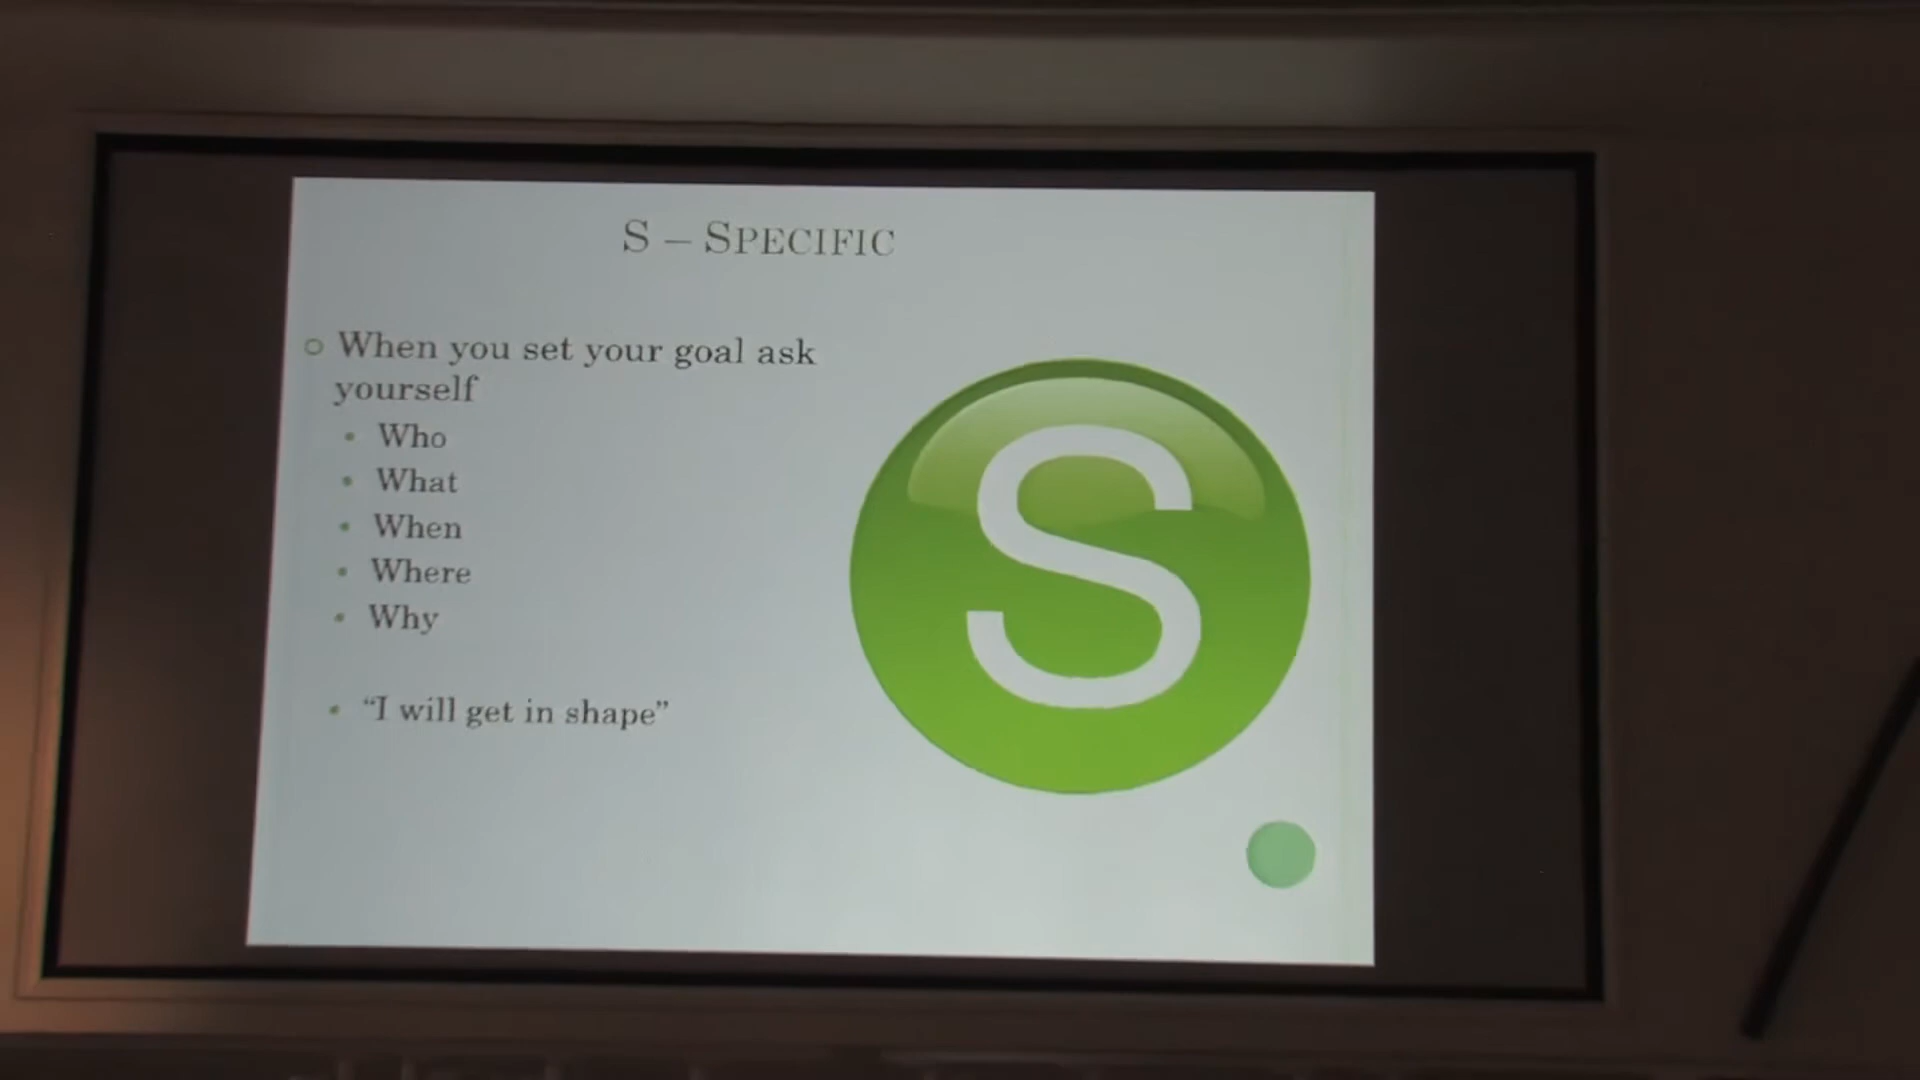 S – SPECIFIC
When you set your goal ask
yourself
Who
What
When
Where
Why
“I will get in shape”
S